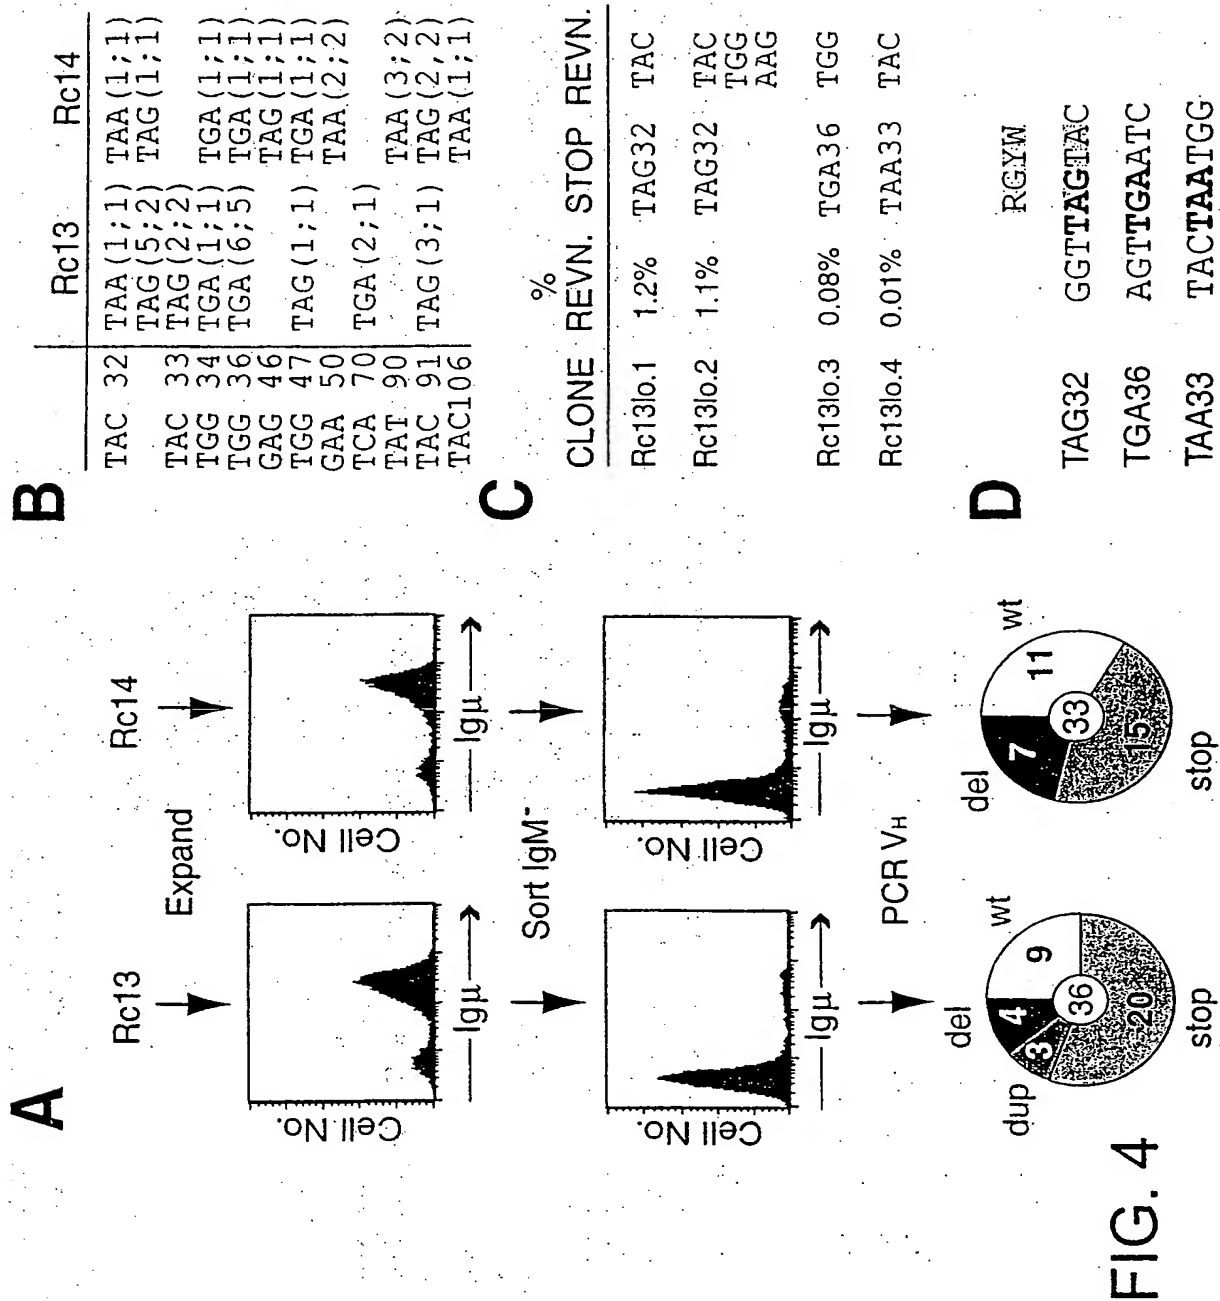 A
Rc13 Rc14
Expand
Cell No. Cell No.
Igμ Igμ
Sort IgM-
Cell No. Cell No.
Igμ Igμ
PCR VH
del wt del wt
dup
4 9 7 11
3 36 33
20 15
stop stop
B
Rc13 Rc14
TAC 32 TAA(1;1) TAA(1;1)
TAG(5;2) TAG(1;1)
TAC 33 TAG(2;2)
TGG 34 TGA(1;1) TGA(1;1)
TGG 36 TGA(6;5) TGA(1;1)
GAG 46 TAG(1;1)
TGG 47 TAG(1;1) TGA(1;1)
GAA 50 TAA(2;2)
TCA 70 TGA(2;1)
TAT 90 TAA(3;2)
TAC 91 TAG(3;1) TAG(2,2)
TAC106 TAA(1;1)
C
%
CLONE REVN. STOP REVN.
Rc13lo.1 1.2% TAG32 TAC
Rc13lo.2 1.1% TAG32 TAC
TGG
AAG
Rc13lo.3 0.08% TGA36 TGG
Rc13lo.4 0.01% TAA33 TAC
D
RGYW
TAG32 GGTTAGTAC
TGA36 AGTTGAATC
TAA33 TACTAATGG
FIG. 4